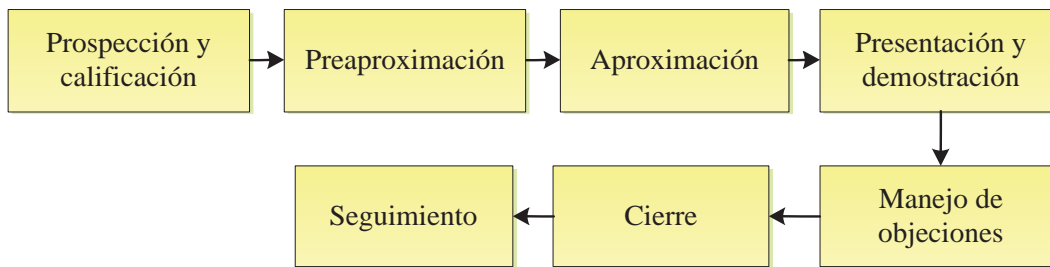 Prospección y
calificación
Preaproximación
Aproximación
Presentación y
demostración
Manejo de
objeciones
Cierre
Seguimiento